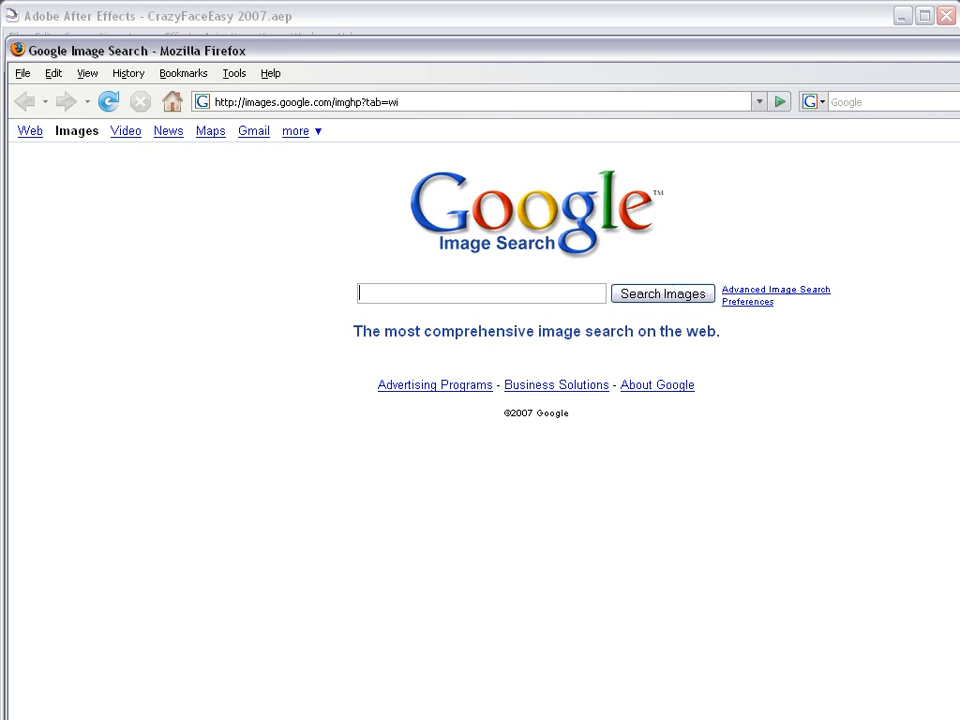 Adobe After Effects - CrazyFaceEasy 2007.aep
Google Image Search - Mozilla Firefox
File Edit View History Bookmarks Tools Help
http://images.google.com/imghp?tab=wi
Google
Web Images Video News Maps Gmail more ▼
Google™
Image Search
Search Images
Advanced Image Search
Preferences
The most comprehensive image search on the web.
Advertising Programs - Business Solutions - About Google
©2007 Google